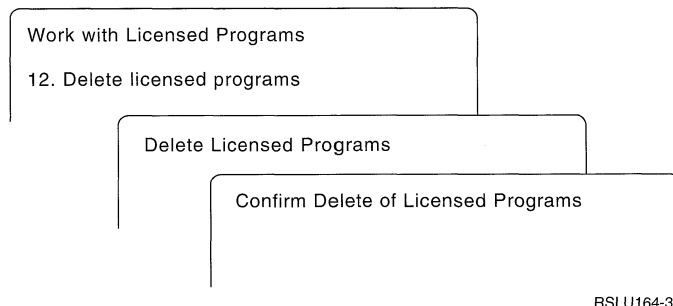 Work with Licensed Programs
12. Delete licensed programs
Delete Licensed Programs
Confirm Delete of Licensed Programs
RSLU164-3